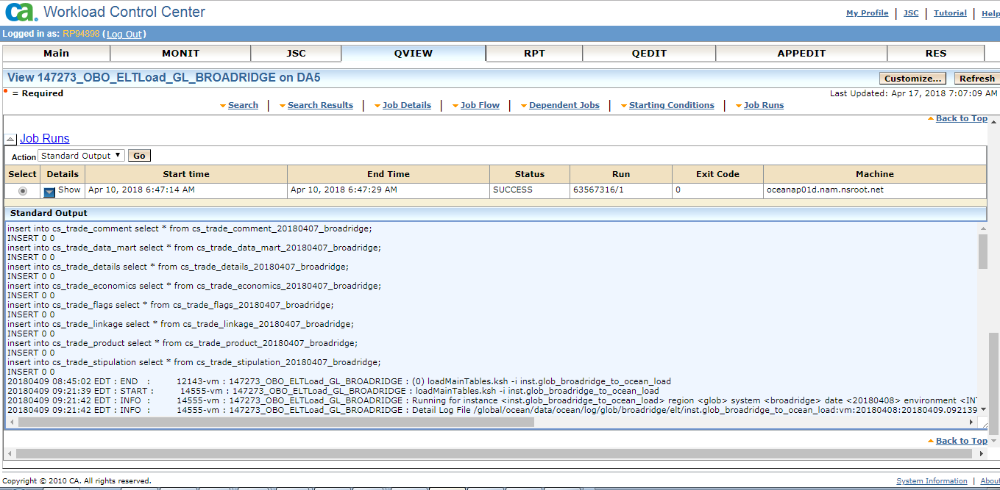 ca. Workload Control Center
My Profile | JSC | Tutorial | Help
Logged in as: RP94898 (Log Out)
Main MONIT JSC QVIEW RPT QEDIT APPEDIT RES
View 147273_OBO_ELTLoad_GL_BROADRIDGE on DA5
Customize... Refresh
= Required
Last Updated: Apr 17, 2018 7:07:09 AM
Search | Search Results | Job Details | Job Flow | Dependent Jobs | Starting Conditions | Job Runs
Back to Top
Job Runs
Action Standard Output Go
Select Details Start time End Time Status Run Exit Code Machine
Show Apr 10, 2018 6:47:14 AM Apr 10, 2018 6:47:29 AM SUCCESS 63567316/1 0 oceanap01d.nam.nsroot.net
Standard Output
insert into cs_trade_comment select * from cs_trade_comment_20180407_broadridge;
INSERT 0 0
insert into cs_trade_data_mart select * from cs_trade_data_mart_20180407_broadridge;
INSERT 0 0
insert into cs_trade_details select * from cs_trade_details_20180407_broadridge;
INSERT 0 0
insert into cs_trade_economics select * from cs_trade_economics_20180407_broadridge;
INSERT 0 0
insert into cs_trade_flags select * from cs_trade_flags_20180407_broadridge;
INSERT 0 0
insert into cs_trade_linkage select * from cs_trade_linkage_20180407_broadridge;
INSERT 0 0
insert into cs_trade_product select * from cs_trade_product_20180407_broadridge;
INSERT 0 0
insert into cs_trade_stipulation select * from cs_trade_stipulation_20180407_broadridge;
INSERT 0 0
20180409 08:45:02 EDT : END : 12143-vm : 147273_OBO_ELTLoad_GL_BROADRIDGE : (0) loadMainTables.ksh -i inst.glob_broadridge_to_ocean_load
20180409 09:21:39 EDT : START : 14555-vm : 147273_OBO_ELTLoad_GL_BROADRIDGE : loadMainTables.ksh -i inst.glob_broadridge_to_ocean_load
20180409 09:21:42 EDT : INFO : 14555-vm : 147273_OBO_ELTLoad_GL_BROADRIDGE : Running for instance <inst.glob_broadridge_to_ocean_load> region <glob> system <broadridge> date <20180408> environment <IN
20180409 09:21:42 EDT : INFO : 14555-vm : 147273_OBO_ELTLoad_GL_BROADRIDGE : Detail Log File /global/ocean/data/ocean/log/glob/broadridge/elt/inst.glob_broadridge_to_ocean_load:vm:20180408:20180409.092139
Back to Top
Copyright © 2010 CA. All rights reserved.
System Information | About